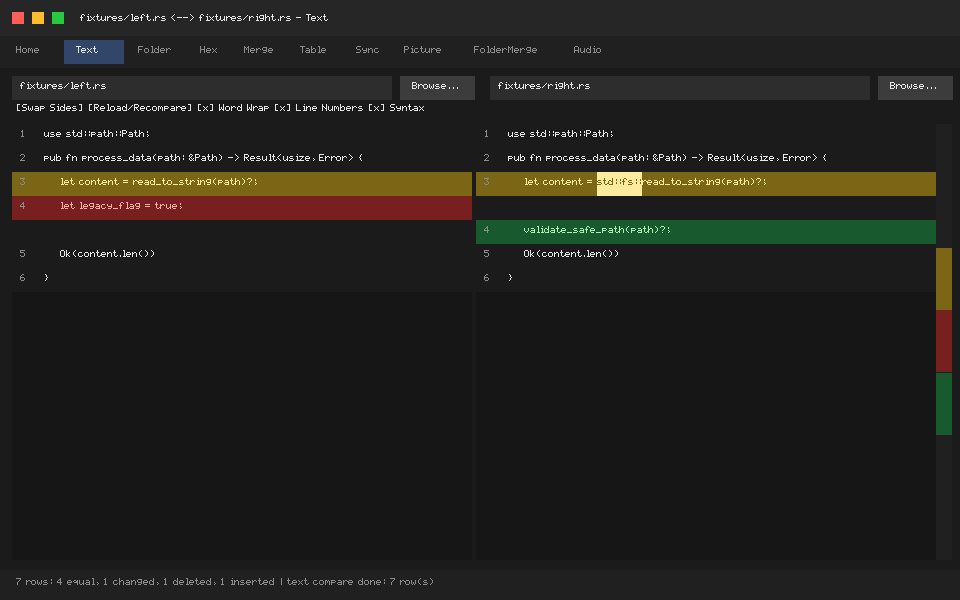 fixtures/left.rs <--> fixtures/right.rs - Text
Home Text Folder Hex Merge Table Sync Picture FolderMerge Audio
fixtures/left.rs Browse... fixtures/right.rs Browse...
[Swap Sides] [Reload/Recompare] [x] Word Wrap [x] Line Numbers [x] Syntax
1 use std::path::Path;
2 pub fn process_data(path: &Path) -> Result<usize, Error> {
3 let content = read_to_string(path)?;
4 let legacy_flag = true;
5 Ok(content.len())
6 }
1 use std::path::Path;
2 pub fn process_data(path: &Path) -> Result<usize, Error> {
3 let content = std::fs::read_to_string(path)?;
4 validate_safe_path(path)?;
5 Ok(content.len())
6 }
7 rows: 4 equal, 1 changed, 1 deleted, 1 inserted | text compare done: 7 row(s)